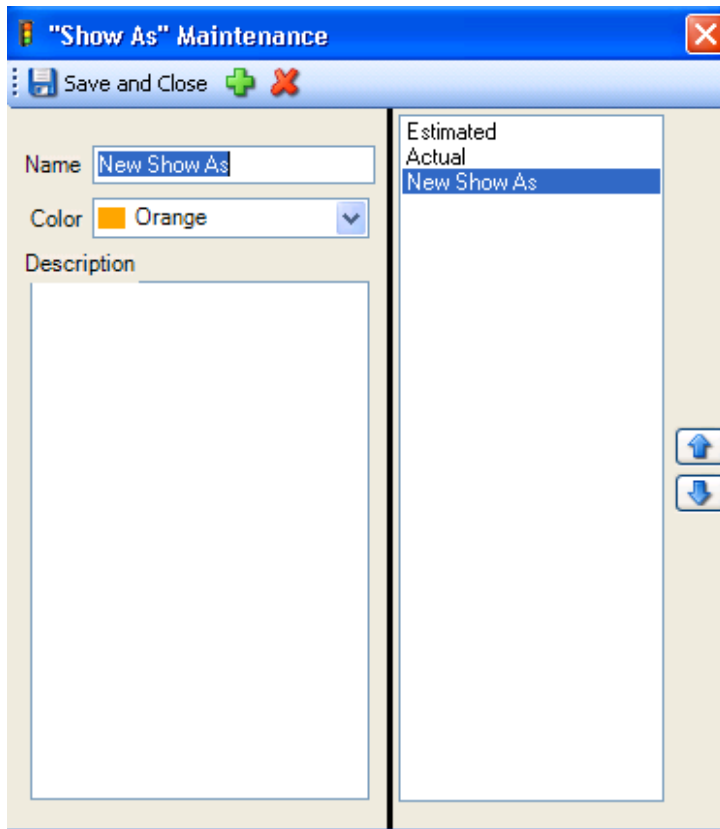 "Show As" Maintenance
Save and Close
Name New Show As
Color Orange
Description
Estimated
Actual
New Show As